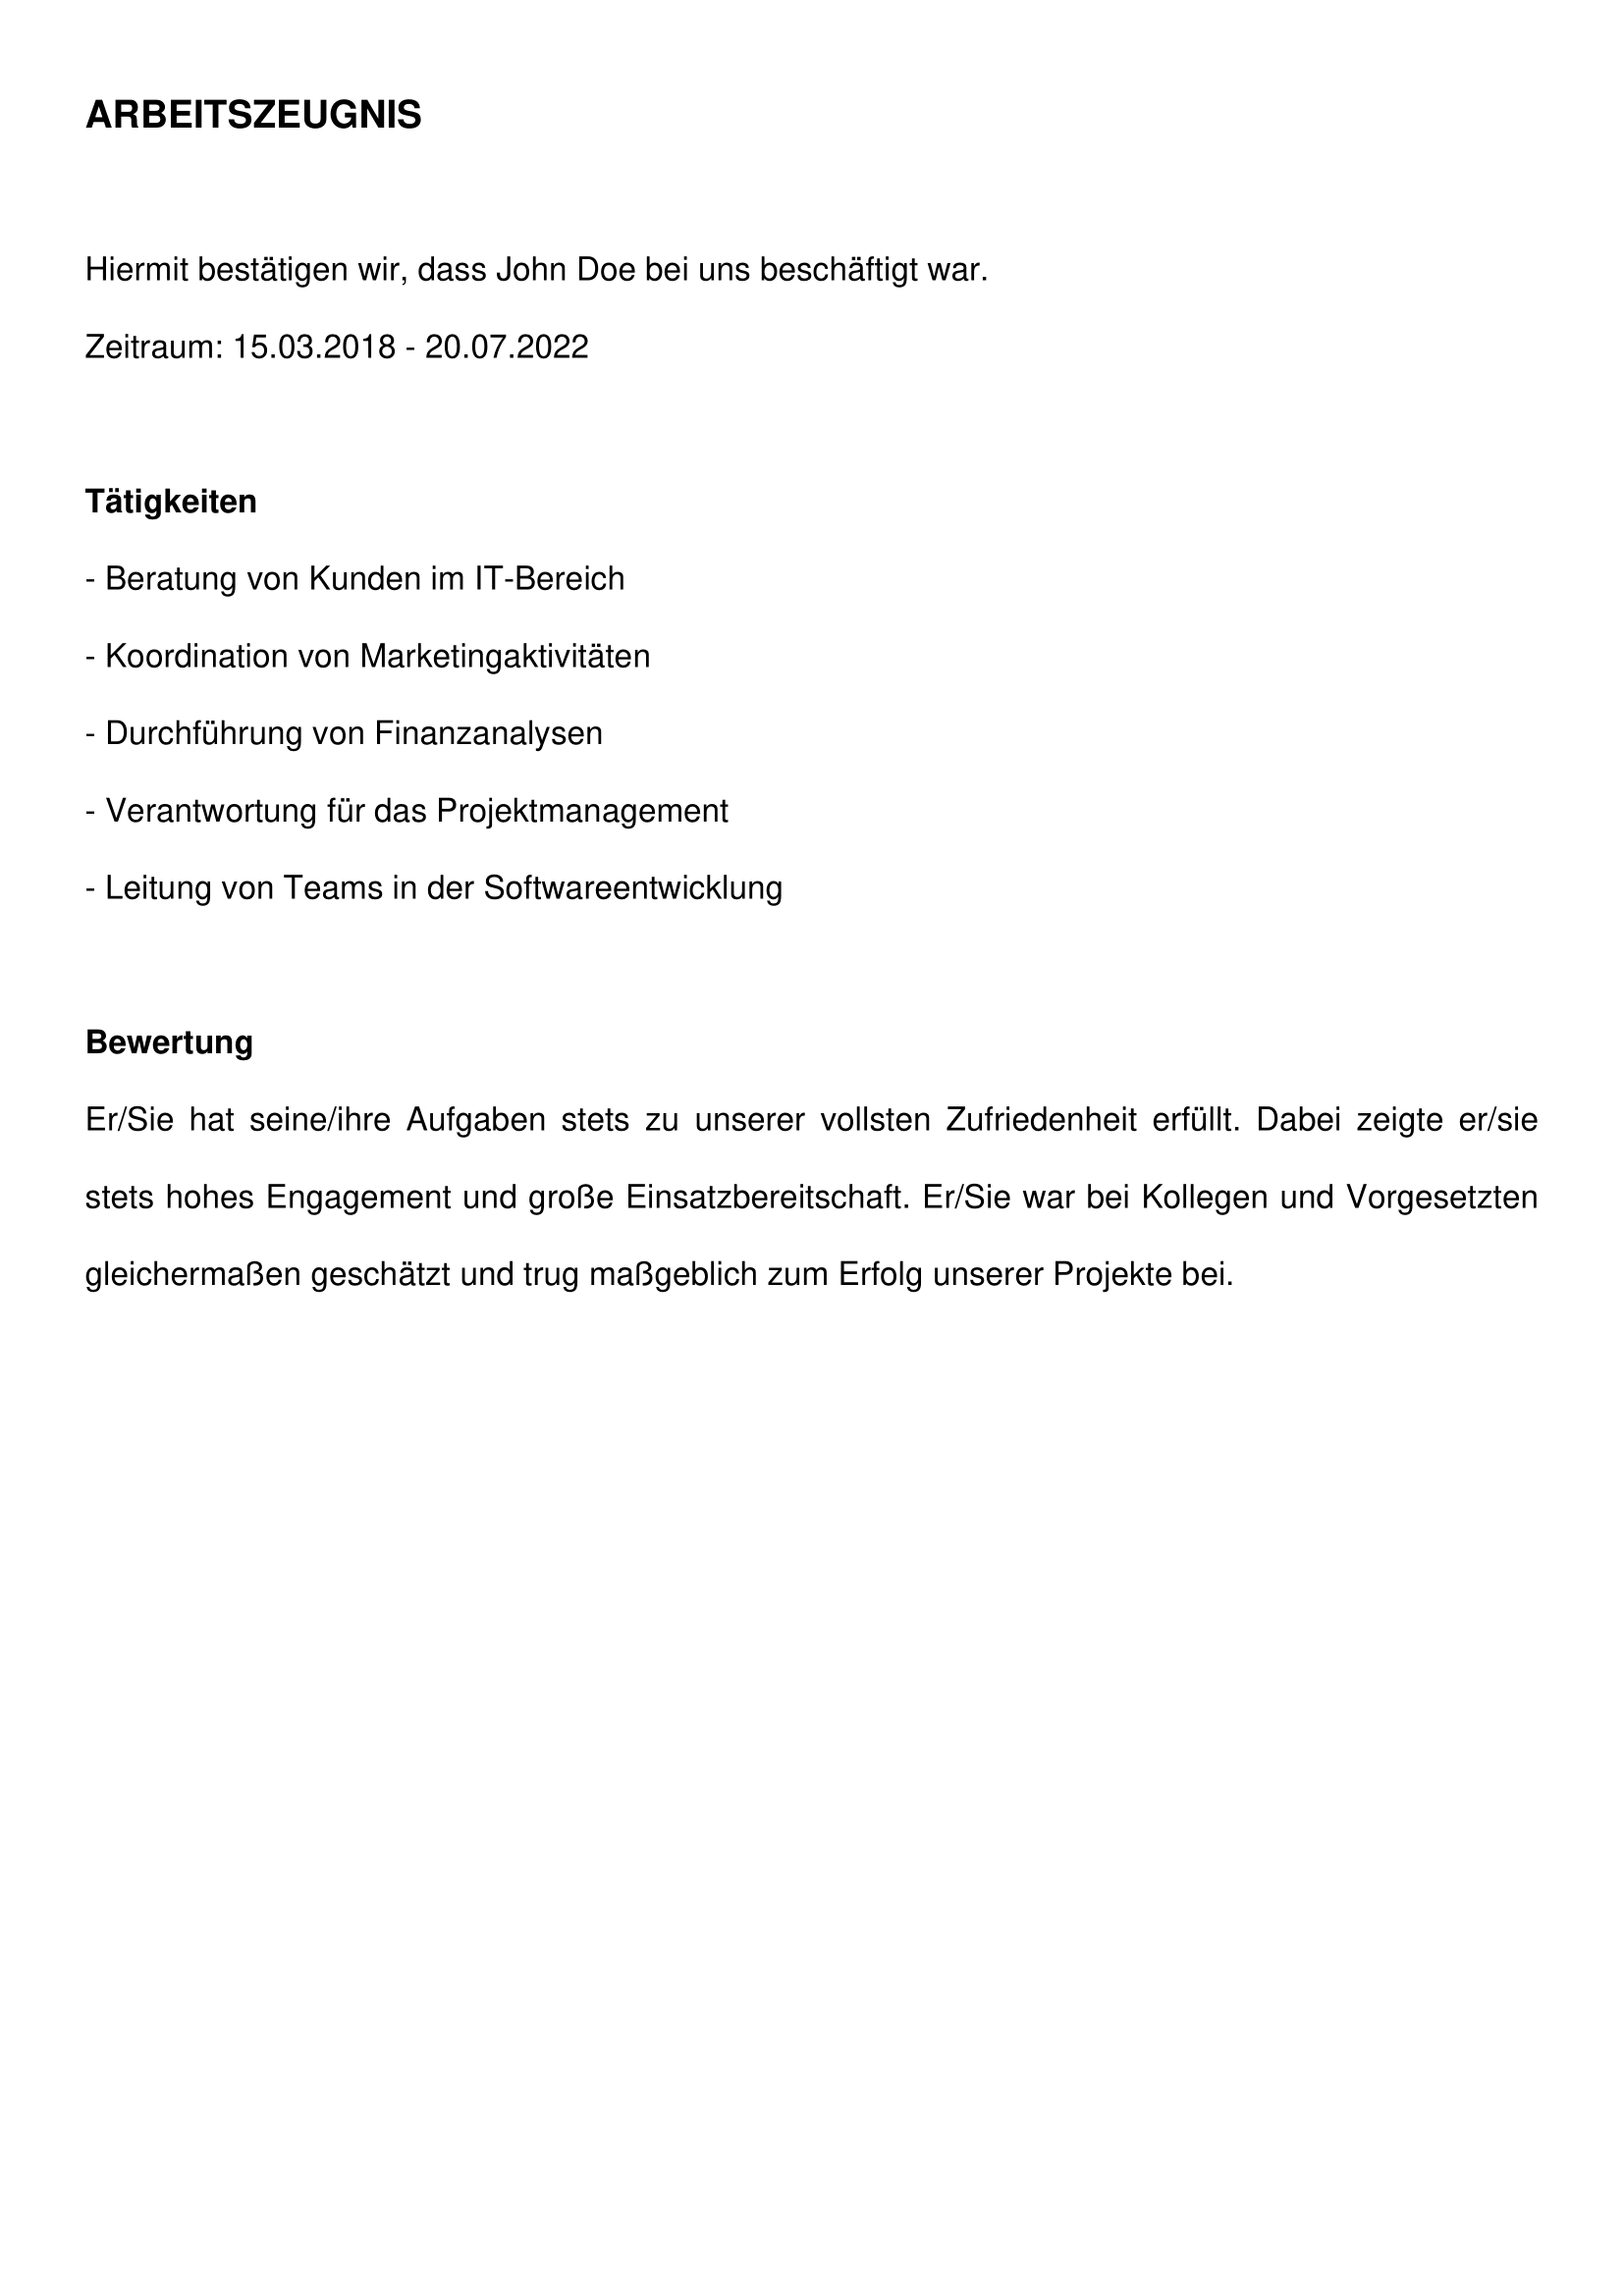 ARBEITSZEUGNIS
Hiermit bestätigen wir, dass John Doe bei uns beschäftigt war.
Zeitraum: 15.03.2018 - 20.07.2022
Tätigkeiten
- Beratung von Kunden im IT-Bereich
- Koordination von Marketingaktivitäten
- Durchführung von Finanzanalysen
- Verantwortung für das Projektmanagement
- Leitung von Teams in der Softwareentwicklung
Bewertung
Er/Sie hat seine/ihre Aufgaben stets zu unserer vollsten Zufriedenheit erfüllt. Dabei zeigte er/sie
stets hohes Engagement und große Einsatzbereitschaft. Er/Sie war bei Kollegen und Vorgesetzten
gleichermaßen geschätzt und trug maßgeblich zum Erfolg unserer Projekte bei.